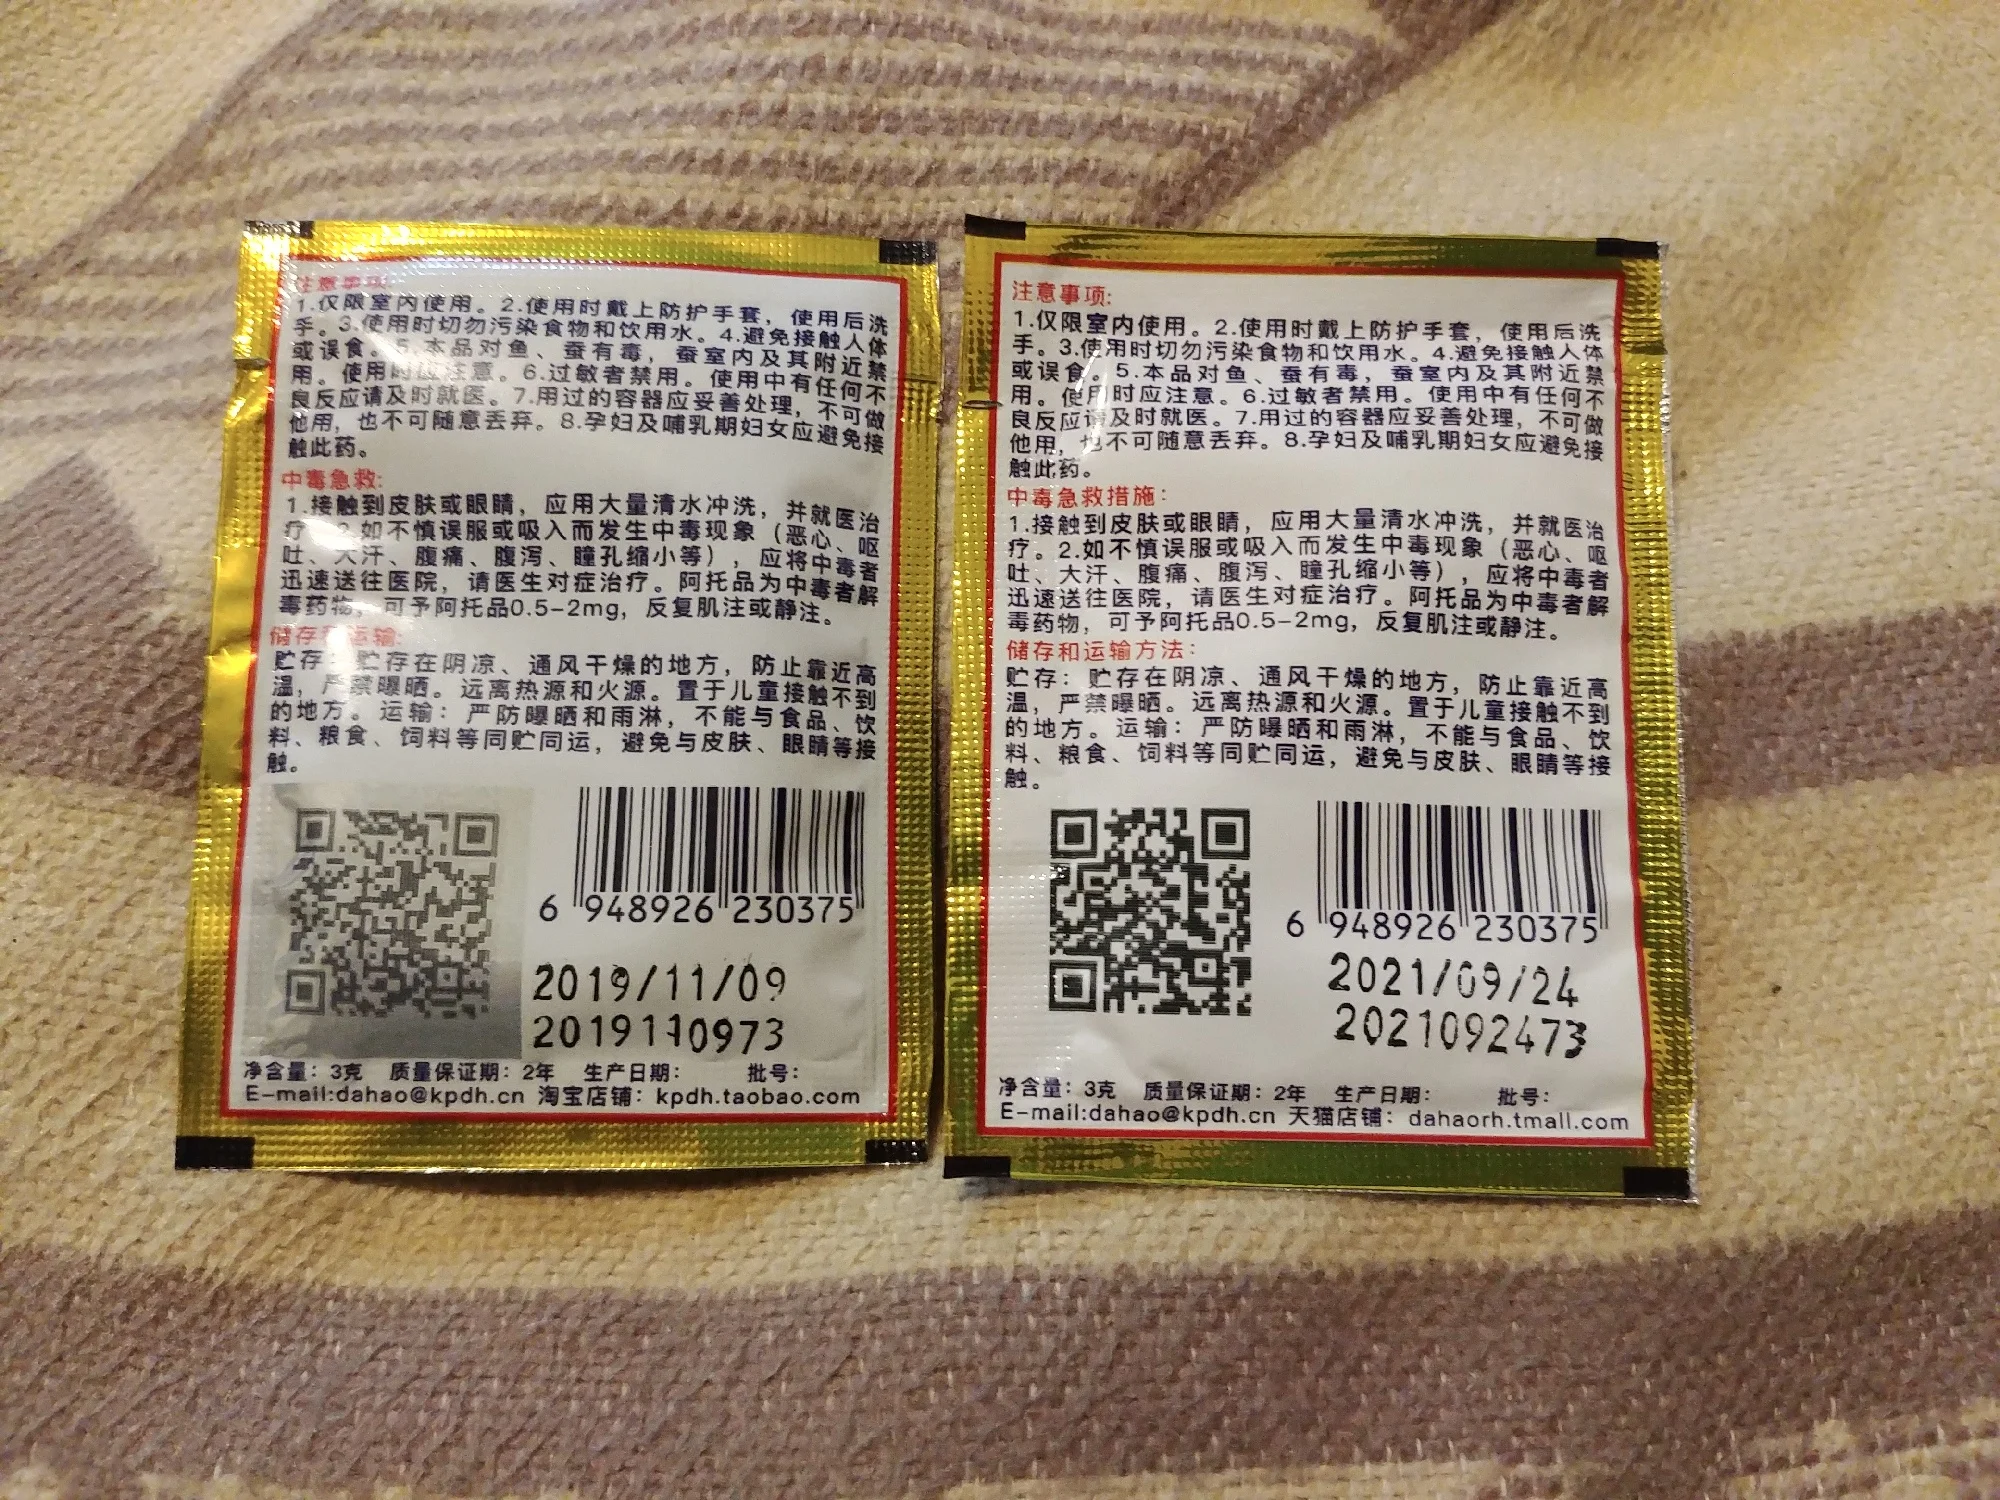 注意事项:
1.仅限室内使用。2.使用时戴上防护手套，使用后洗
手。3.使用时切勿污染食物和饮用水。4.避免接触人体
或误食。5.本品对鱼、蚕有毒，蚕室内及其附近禁
用。使用时应注意。6.过敏者禁用。使用中有任何不
良反应请及时就医。7.用过的容器应妥善处理，不可做
他用，也不可随意丢弃。8.孕妇及哺乳期妇女应避免接
触此药。
中毒急救:
1.接触到皮肤或眼睛，应用大量清水冲洗，并就医治
疗。2.如不慎误服或吸入而发生中毒现象（恶心、呕
吐、大汗、腹痛、腹泻、瞳孔缩小等），应将中毒者
迅速送往医院，请医生对症治疗。阿托品为中毒者解
毒药物，可予阿托品0.5-2mg，反复肌注或静注。
储存和运输:
贮存：贮存在阴凉、通风干燥的地方，防止靠近高
温，严禁曝晒。远离热源和火源。置于儿童接触不到
的地方。运输：严防曝晒和雨淋，不能与食品、饮
料、粮食、饲料等同贮同运，避免与皮肤、眼睛等接
触。
6 948926 230375
2019/11/09
2019110973
净含量：3克 质量保证期：2年 生产日期： 批号：
E-mail:dahao@kpdh.cn 淘宝店铺：kpdh.taobao.com
注意事项:
1.仅限室内使用。2.使用时戴上防护手套，使用后洗
手。3.使用时切勿污染食物和饮用水。4.避免接触人体
或误食。5.本品对鱼、蚕有毒，蚕室内及其附近禁
用。使用时应注意。6.过敏者禁用。使用中有任何不
良反应请及时就医。7.用过的容器应妥善处理，不可做
他用，也不可随意丢弃。8.孕妇及哺乳期妇女应避免接
触此药。
中毒急救措施：
1.接触到皮肤或眼睛，应用大量清水冲洗，并就医治
疗。2.如不慎误服或吸入而发生中毒现象（恶心、呕
吐、大汗、腹痛、腹泻、瞳孔缩小等），应将中毒者
迅速送往医院，请医生对症治疗。阿托品为中毒者解
毒药物，可予阿托品0.5-2mg，反复肌注或静注。
储存和运输方法：
贮存：贮存在阴凉、通风干燥的地方，防止靠近高
温，严禁曝晒。远离热源和火源。置于儿童接触不到
的地方。运输：严防曝晒和雨淋，不能与食品、饮
料、粮食、饲料等同贮同运，避免与皮肤、眼睛等接
触。
6 948926 230375
2021/09/24
2021092473
净含量：3克 质量保证期：2年 生产日期： 批号：
E-mail:dahao@kpdh.cn 天猫店铺：dahaorh.tmall.com